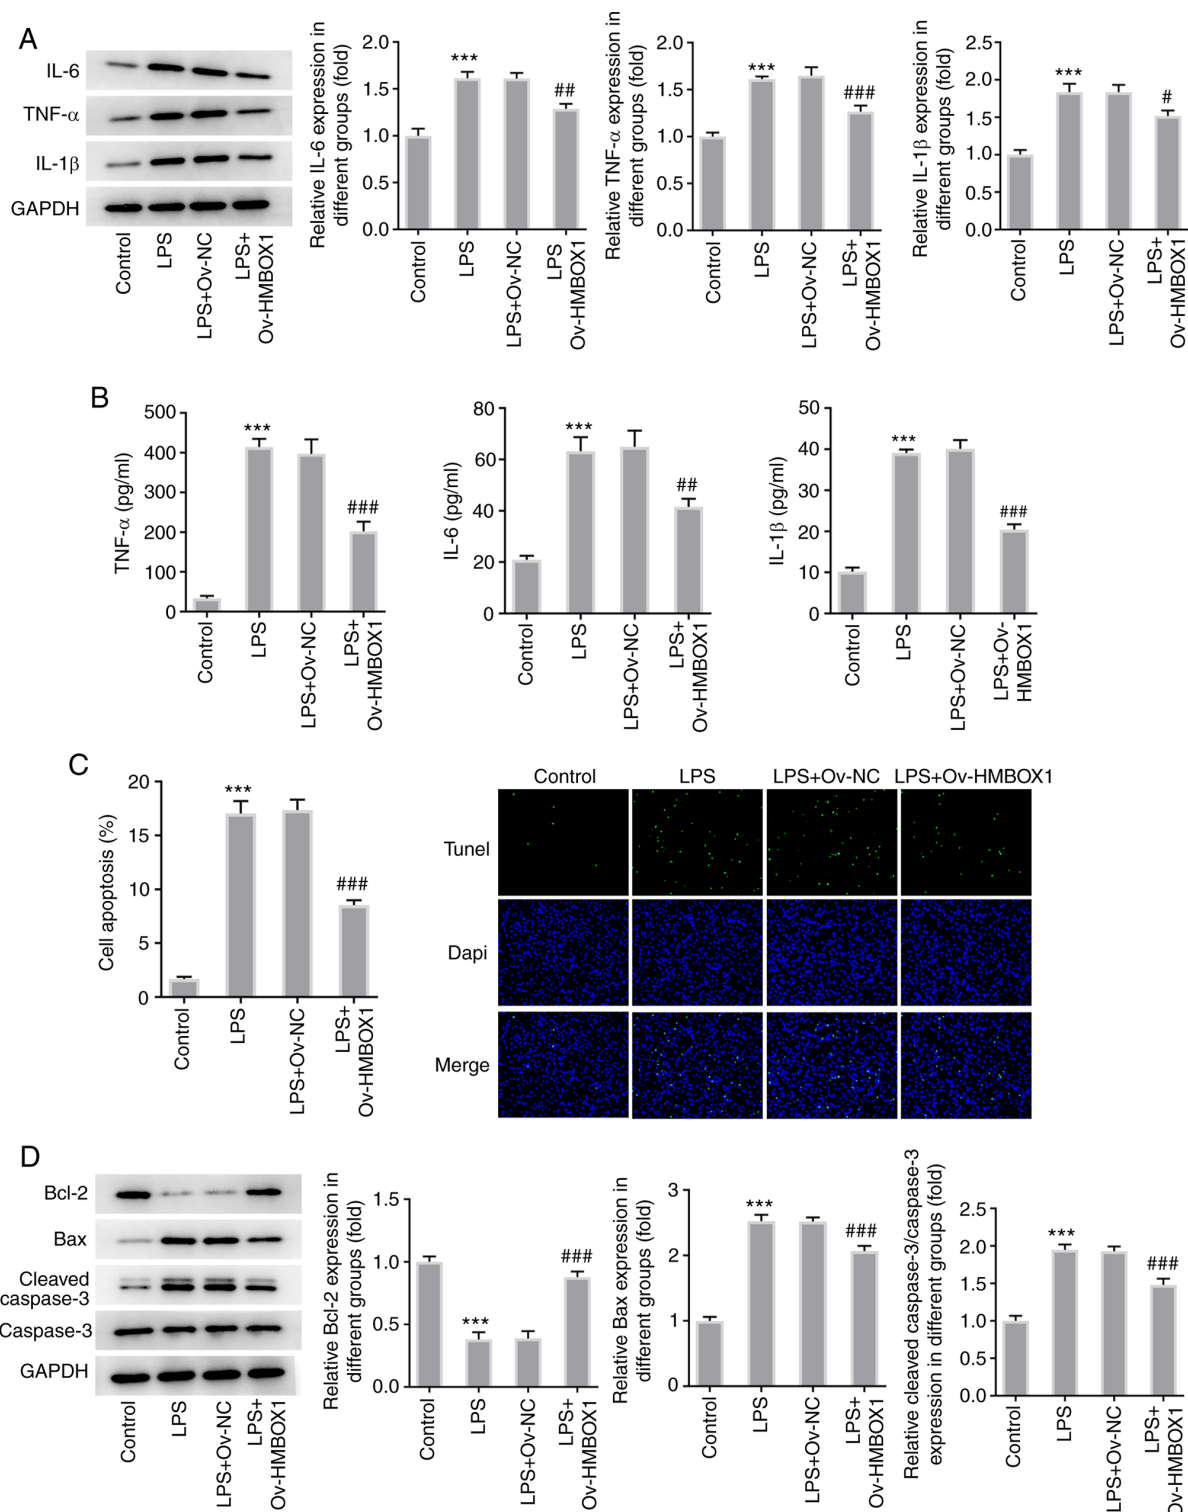 A
IL-6
TNF-α
IL-1β
GAPDH
Control
LPS
LPS+Ov-NC
LPS+
Ov-HMBOX1
Relative IL-6 expression in
different groups (fold)
2.0
1.5
1.0
0.5
0.0
***
##
Control
LPS
LPS+Ov-NC
LPS
Ov-HMBOX1
Relative TNF-α expression in
different groups (fold)
2.0
1.5
1.0
0.5
0.0
***
###
Control
LPS
LPS+Ov-NC
LPS+
Ov-HMBOX1
Relative IL-1β expression in
different groups (fold)
2.5
2.0
1.5
1.0
0.5
0.0
***
#
Control
LPS
LPS+Ov-NC
LPS+
Ov-HMBOX1
B
TNF-α (pg/ml)
500
400
300
200
100
0
***
###
Control
LPS
LPS+Ov-NC
LPS+
Ov-HMBOX1
IL-6 (pg/ml)
80
60
40
20
0
***
##
Control
LPS
LPS+Ov-NC
LPS+
Ov-HMBOX1
IL-1β (pg/ml)
50
40
30
20
10
0
***
###
Control
LPS
LPS+Ov-NC
LPS+Ov-
HMBOX1
C
Cell apoptosis (%)
20
15
10
5
0
***
###
Control
LPS
LPS+Ov-NC
LPS+
Ov-HMBOX1
Control LPS LPS+Ov-NC LPS+Ov-HMBOX1
Tunel
Dapi
Merge
D
Bcl-2
Bax
Cleaved
caspase-3
Caspase-3
GAPDH
Control
LPS
LPS+Ov-NC
LPS+
Ov-HMBOX1
Relative Bcl-2 expression in
different groups (fold)
1.5
1.0
0.5
0.0
***
###
Control
LPS
LPS+Ov-NC
LPS+
Ov-HMBOX1
Relative Bax expression in
different groups (fold)
3
2
1
0
***
###
Control
LPS
LPS+Ov-NC
LPS+
Ov-HMBOX1
Relative cleaved caspase-3/caspase-3
expression in different groups (fold)
2.5
2.0
1.5
1.0
0.5
0.0
***
###
Control
LPS
LPS+Ov-NC
LPS+
Ov-HMBOX1